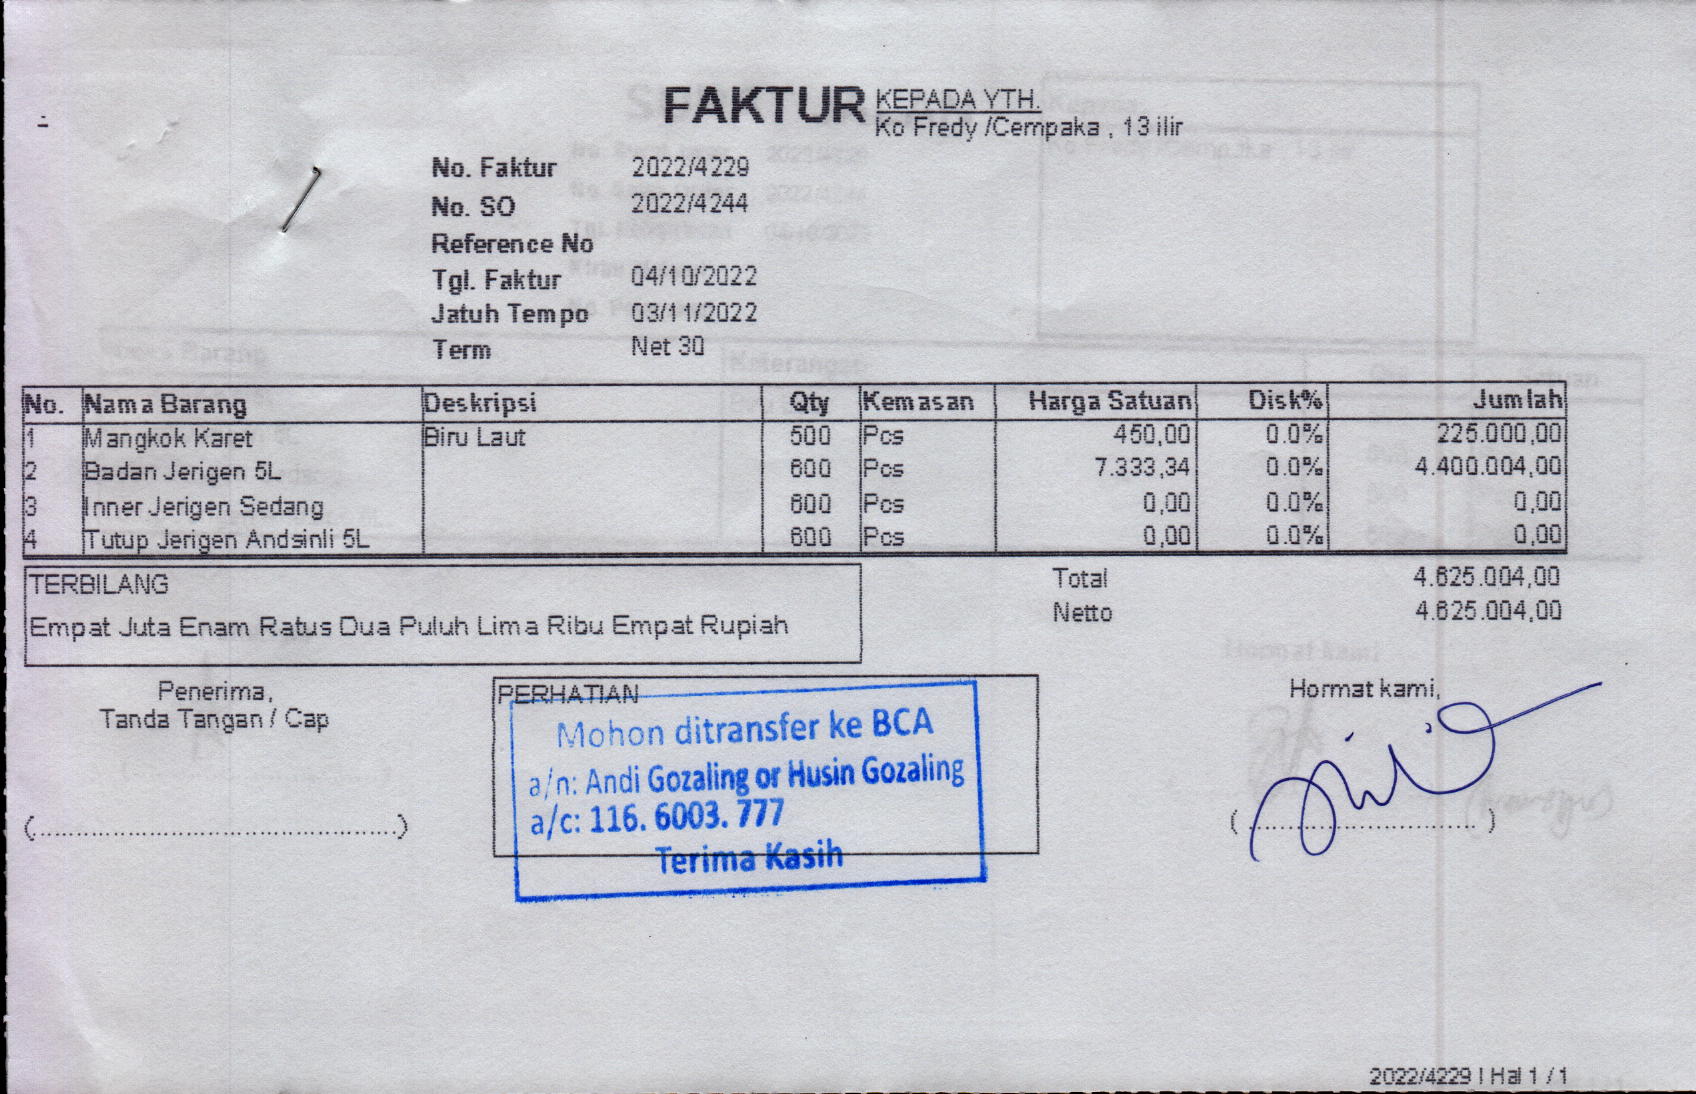 FAKTUR
KEPADA YTH.
Ko Fredy /Cempaka , 13 ilir
No. Faktur 2022/4229
No. SO 2022/4244
Reference No
Tgl. Faktur 04/10/2022
Jatuh Tempo 03/11/2022
Term Net 30
No. Nama Barang Deskripsi Qty Kemasan Harga Satuan Disk% Jumlah
1 Mangkok Karet Biru Laut 500 Pcs 450,00 0.0% 225.000,00
2 Badan Jerigen 5L 600 Pcs 7.333,34 0.0% 4.400.004,00
3 Inner Jerigen Sedang 600 Pcs 0,00 0.0% 0,00
4 Tutup Jerigen Andsinli 5L 600 Pcs 0,00 0.0% 0,00
TERBILANG
Empat Juta Enam Ratus Dua Puluh Lima Ribu Empat Rupiah
Total 4.625.004,00
Netto 4.625.004,00
Penerima,
Tanda Tangan / Cap
(................................................)
PERHATIAN
Mohon ditransfer ke BCA
a/n: Andi Gozaling or Husin Gozaling
a/c: 116. 6003. 777
Terima Kasih
Hormat kami,
(..............................)
2022/4229 | Hal 1 / 1